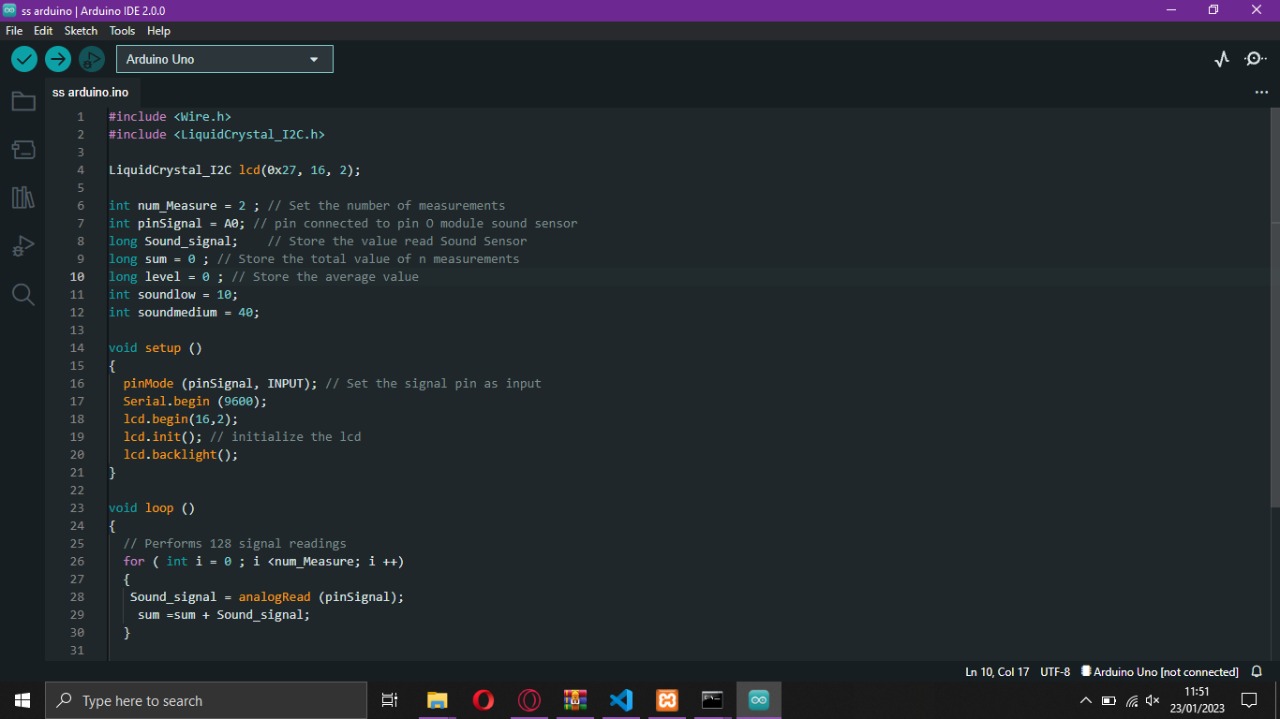 ss arduino | Arduino IDE 2.0.0
File Edit Sketch Tools Help
Arduino Uno
ss arduino.ino
1 #include <Wire.h>
2 #include <LiquidCrystal_I2C.h>
3
4 LiquidCrystal_I2C lcd(0x27, 16, 2);
5
6 int num_Measure = 2 ; // Set the number of measurements
7 int pinSignal = A0; // pin connected to pin O module sound sensor
8 long Sound_signal;    // Store the value read Sound Sensor
9 long sum = 0 ; // Store the total value of n measurements
10 long level = 0 ; // Store the average value
11 int soundlow = 10;
12 int soundmedium = 40;
13
14 void setup ()
15 {
16   pinMode (pinSignal, INPUT); // Set the signal pin as input
17   Serial.begin (9600);
18   lcd.begin(16,2);
19   lcd.init(); // initialize the lcd
20   lcd.backlight();
21 }
22
23 void loop ()
24 {
25   // Performs 128 signal readings
26   for ( int i = 0 ; i <num_Measure; i ++)
27   {
28    Sound_signal = analogRead (pinSignal);
29     sum =sum + Sound_signal;
30   }
31
Ln 10, Col 17 UTF-8 Arduino Uno [not connected]
Type here to search
11:51
23/01/2023